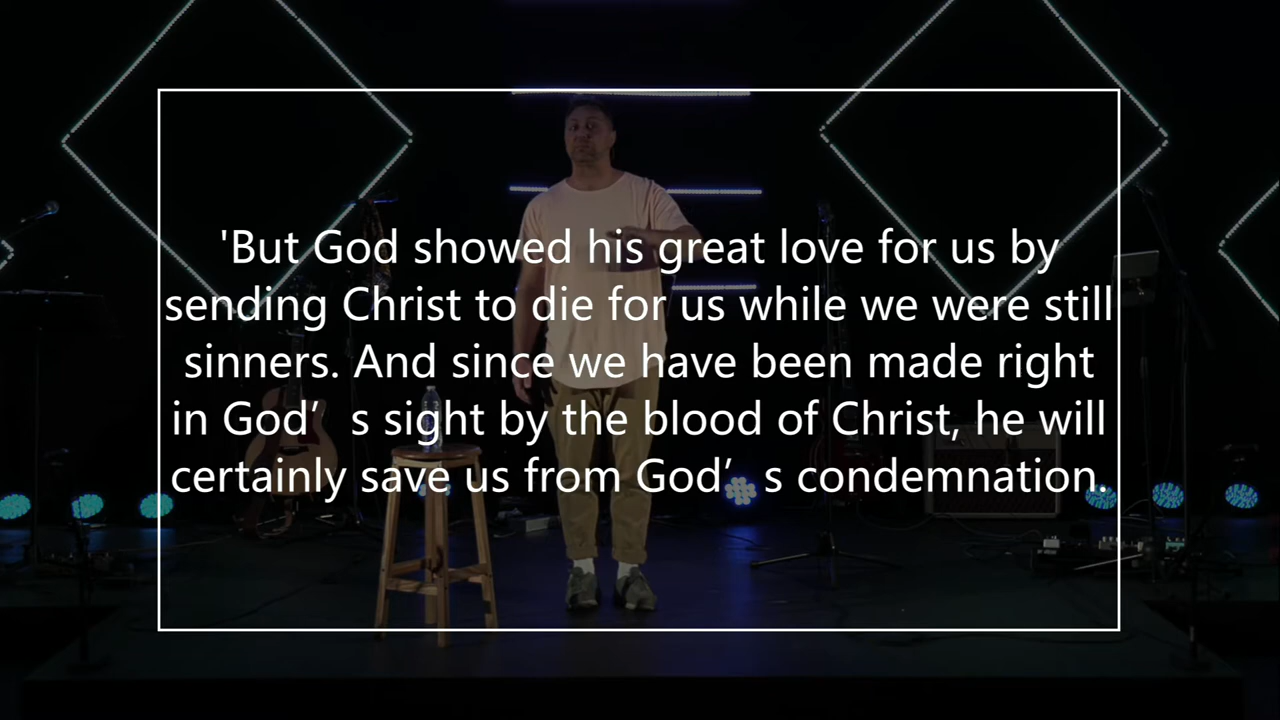 'But God showed his great love for us by
sending Christ to die for us while we were still
sinners. And since we have been made right
in God’s sight by the blood of Christ, he will
certainly save us from God’s condemnation.